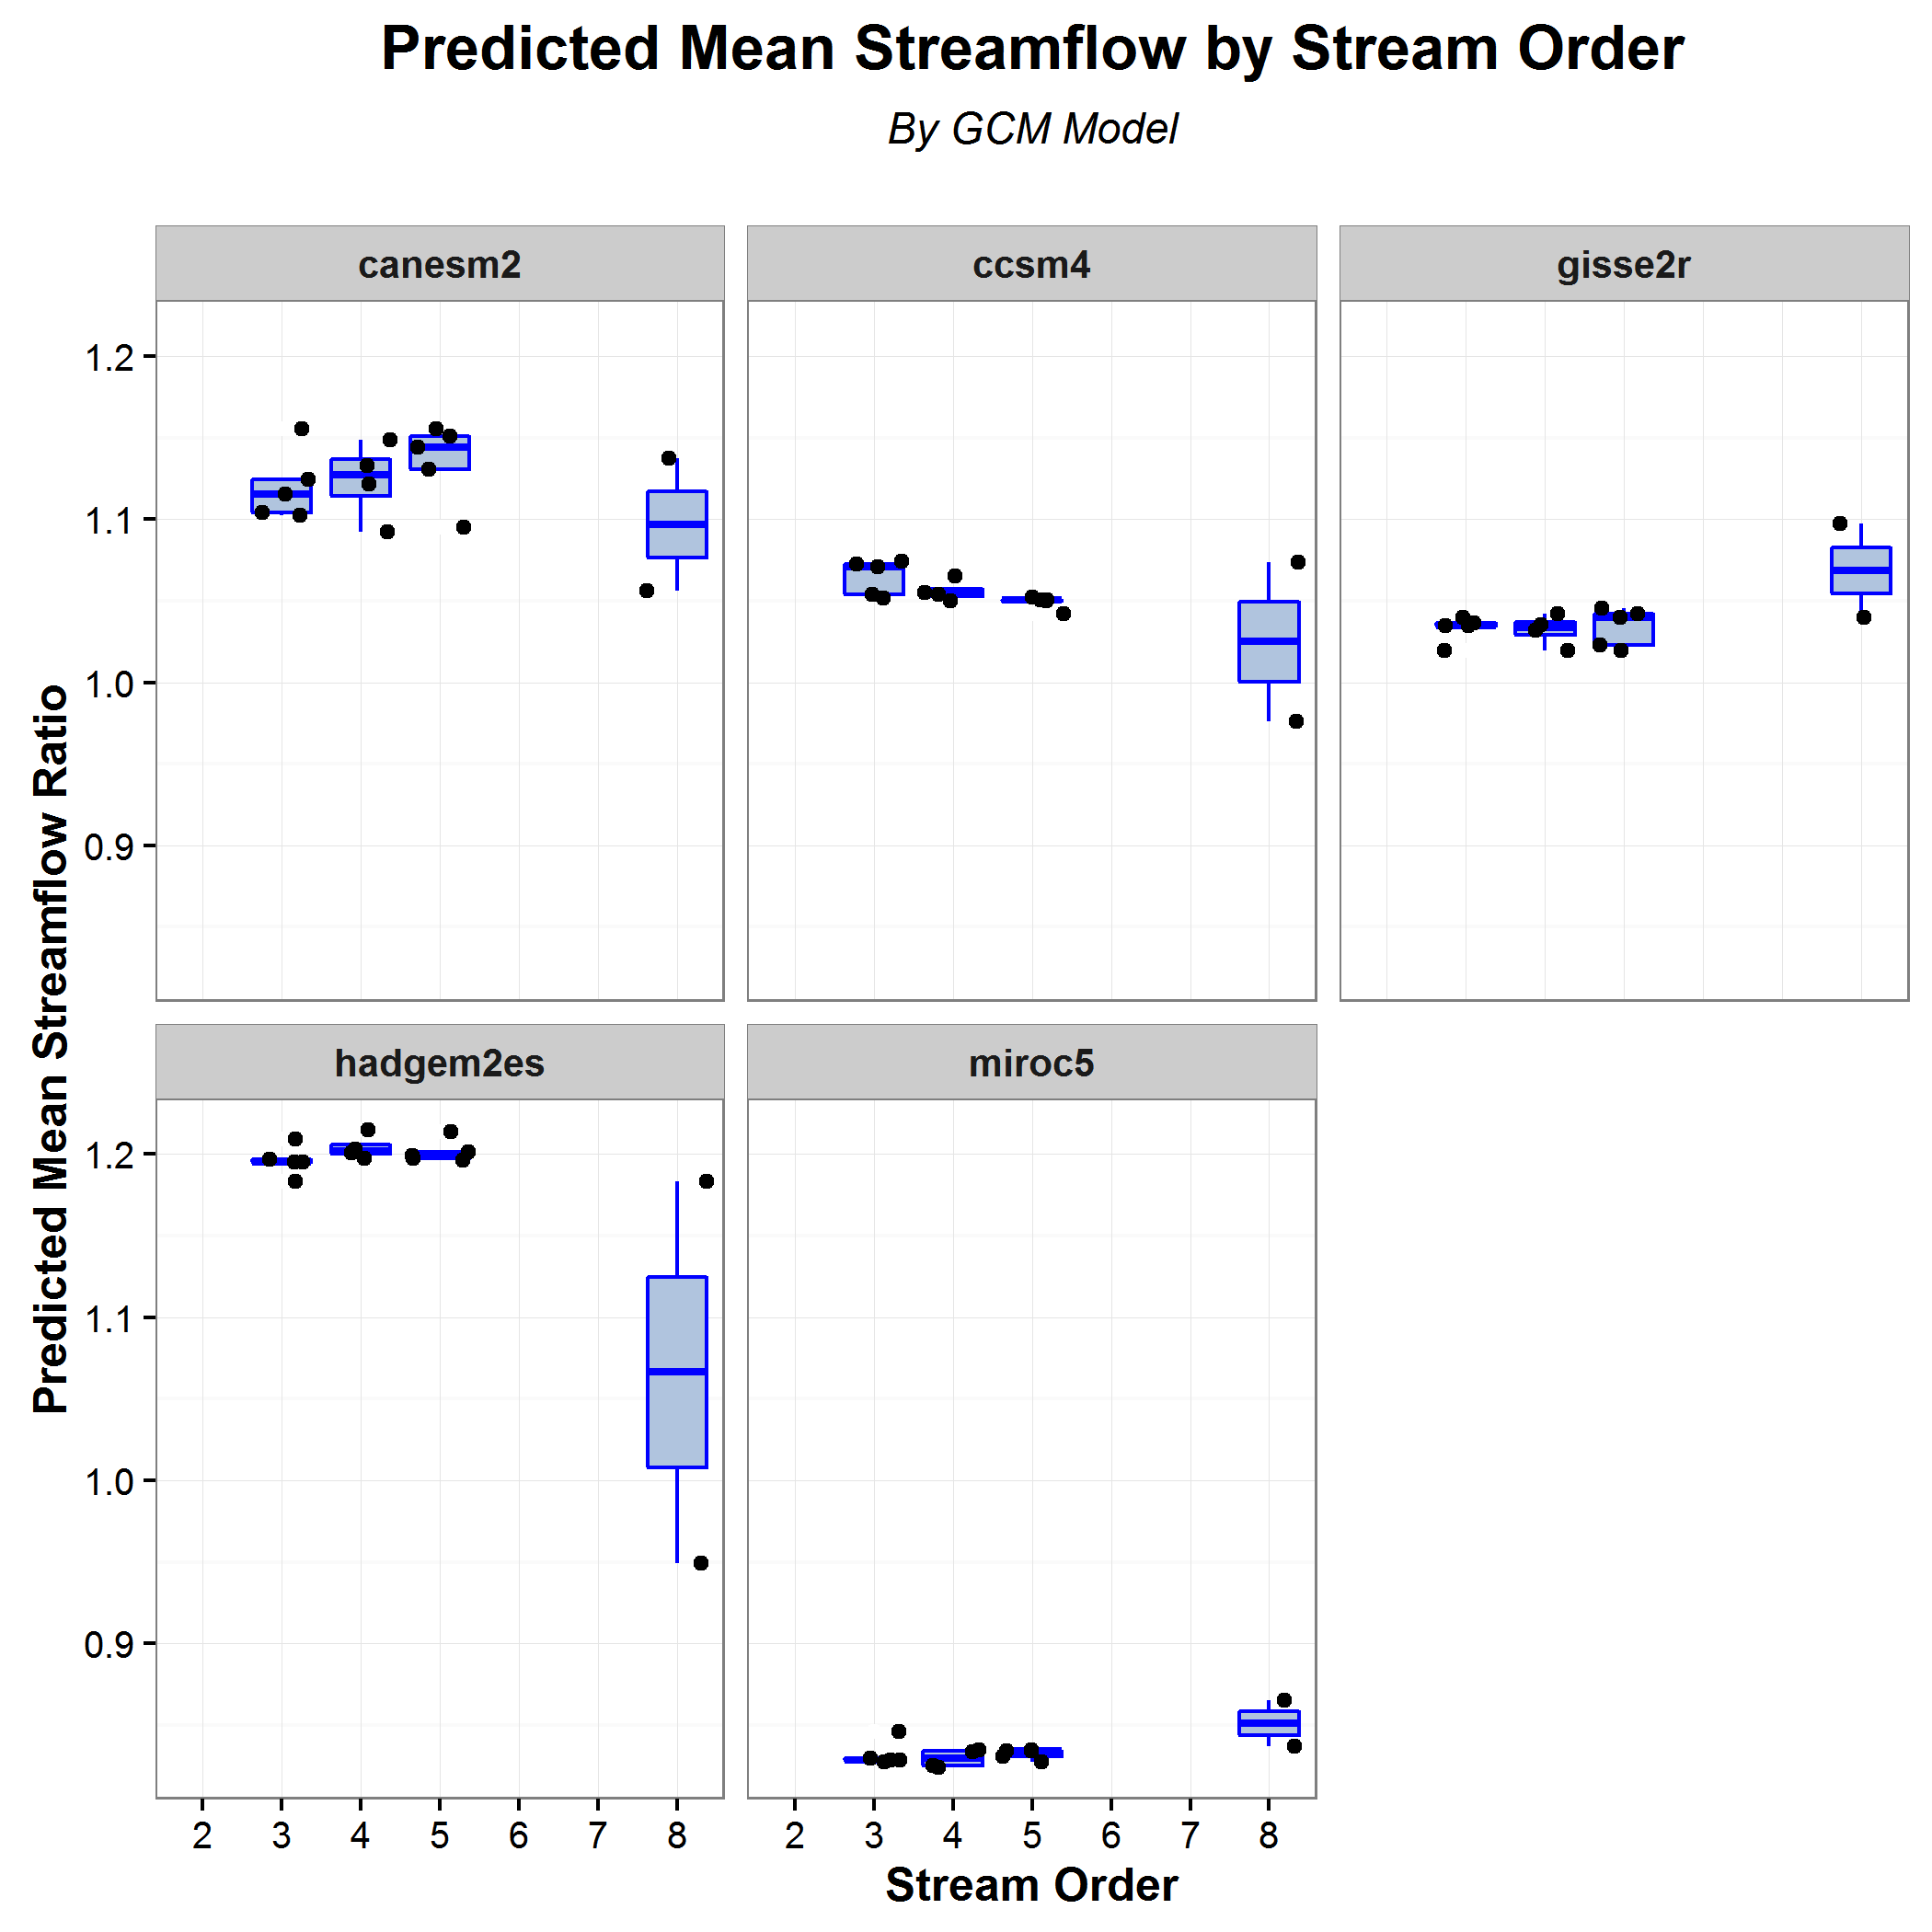 Predicted Mean Streamflow by Stream Order
By GCM Model
canesm2
ccsm4
gisse2r
1.2
1.1
1.0
0.9
Predicted Mean Streamflow Ratio
hadgem2es
miroc5
1.2
1.1
1.0
0.9
2 3 4 5 6 7 8
2 3 4 5 6 7 8
Stream Order